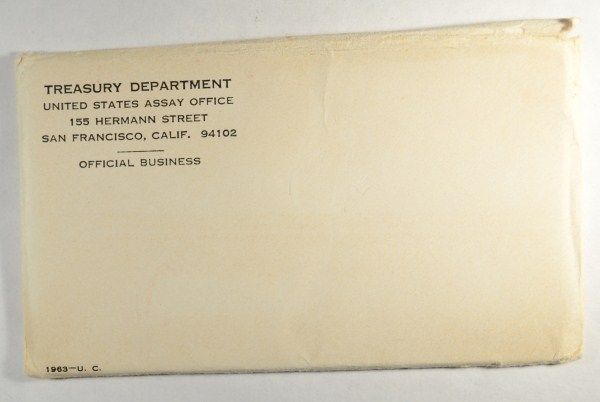 TREASURY DEPARTMENT
UNITED STATES ASSAY OFFICE
155 HERMANN STREET
SAN FRANCISCO, CALIF. 94102
OFFICIAL BUSINESS
1963—U. C.